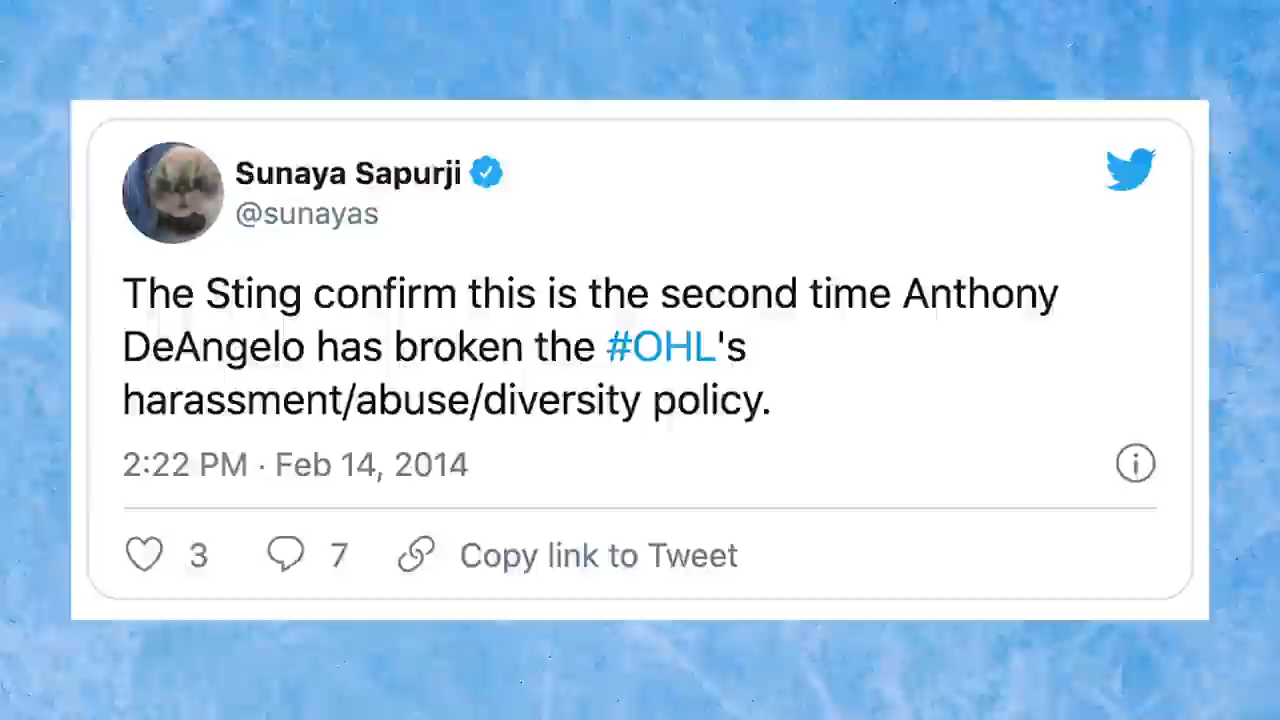 Sunaya Sapurji
@sunayas
The Sting confirm this is the second time Anthony
DeAngelo has broken the #OHL's
harassment/abuse/diversity policy.
2:22 PM · Feb 14, 2014
3 7 Copy link to Tweet